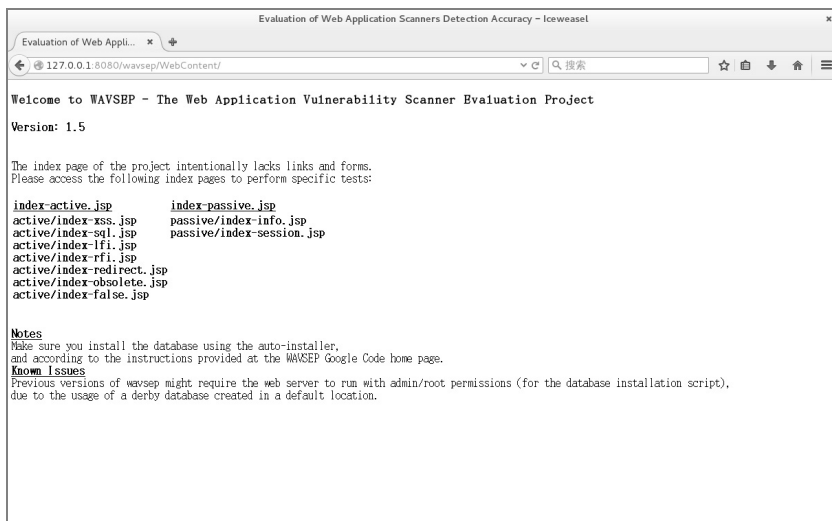 Evaluation of Web Application Scanners Detection Accuracy - Iceweasel
Evaluation of Web Appli...
127.0.0.1:8080/wavsep/WebContent/
搜索
Welcome to WAVSEP - The Web Application Vulnerability Scanner Evaluation Project
Version: 1.5
The index page of the project intentionally lacks links and forms.
Please access the following index pages to perform specific tests:
index-active.jsp index-passive.jsp
active/index-xss.jsp passive/index-info.jsp
active/index-sql.jsp passive/index-session.jsp
active/index-lfi.jsp
active/index-rfi.jsp
active/index-redirect.jsp
active/index-obsolete.jsp
active/index-false.jsp
Notes
Make sure you install the database using the auto-installer,
and according to the instructions provided at the WAVSEP Google Code home page.
Known Issues
Previous versions of wavsep might require the web server to run with admin/root permissions (for the database installation script),
due to the usage of a derby database created in a default location.